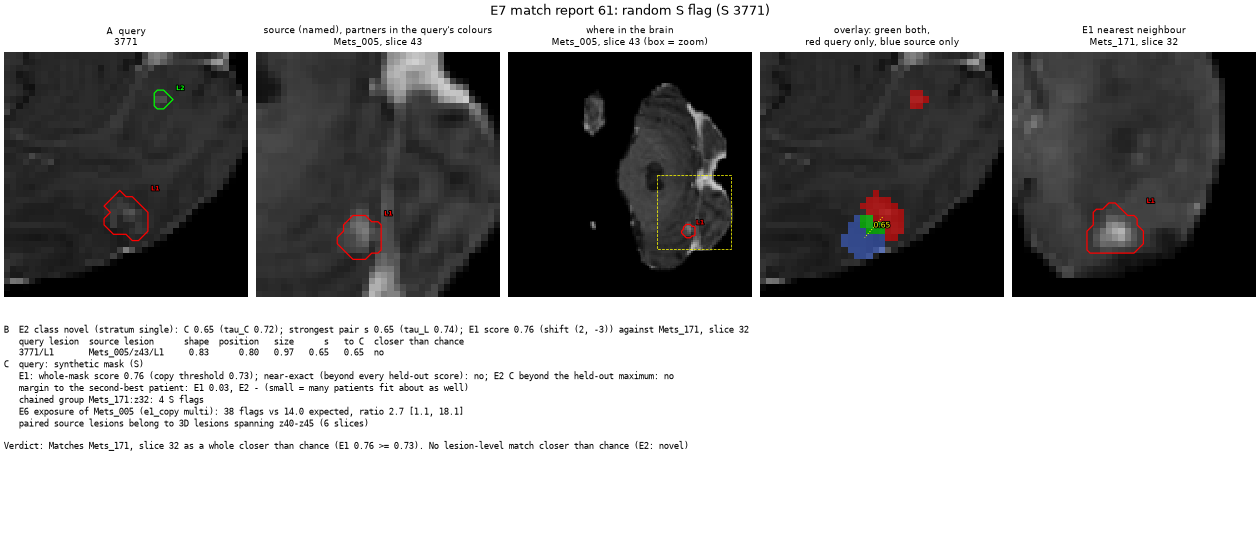 E7 match report 61: random S flag (S 3771)
A query
3771
source (named), partners in the query's colours
Mets_005, slice 43
where in the brain
Mets_005, slice 43 (box = zoom)
overlay: green both,
red query only, blue source only
E1 nearest neighbour
Mets_171, slice 32
L2
L1
L1
L1
0.65
L1
B E2 class novel (stratum single): C 0.65 (tau_C 0.72); strongest pair s 0.65 (tau_L 0.74); E1 score 0.76 (shift (2, -3)) against Mets_171, slice 32
query lesion source lesion shape position size s to C closer than chance
3771/L1 Mets_005/z43/L1 0.83 0.80 0.97 0.65 0.65 no
C query: synthetic mask (S)
E1: whole-mask score 0.76 (copy threshold 0.73); near-exact (beyond every held-out score): no; E2 C beyond the held-out maximum: no
margin to the second-best patient: E1 0.03, E2 - (small = many patients fit about as well)
chained group Mets_171:z32: 4 S flags
E6 exposure of Mets_005 (e1_copy multi): 38 flags vs 14.0 expected, ratio 2.7 [1.1, 18.1]
paired source lesions belong to 3D lesions spanning z40-z45 (6 slices)
Verdict: Matches Mets_171, slice 32 as a whole closer than chance (E1 0.76 >= 0.73). No lesion-level match closer than chance (E2: novel)